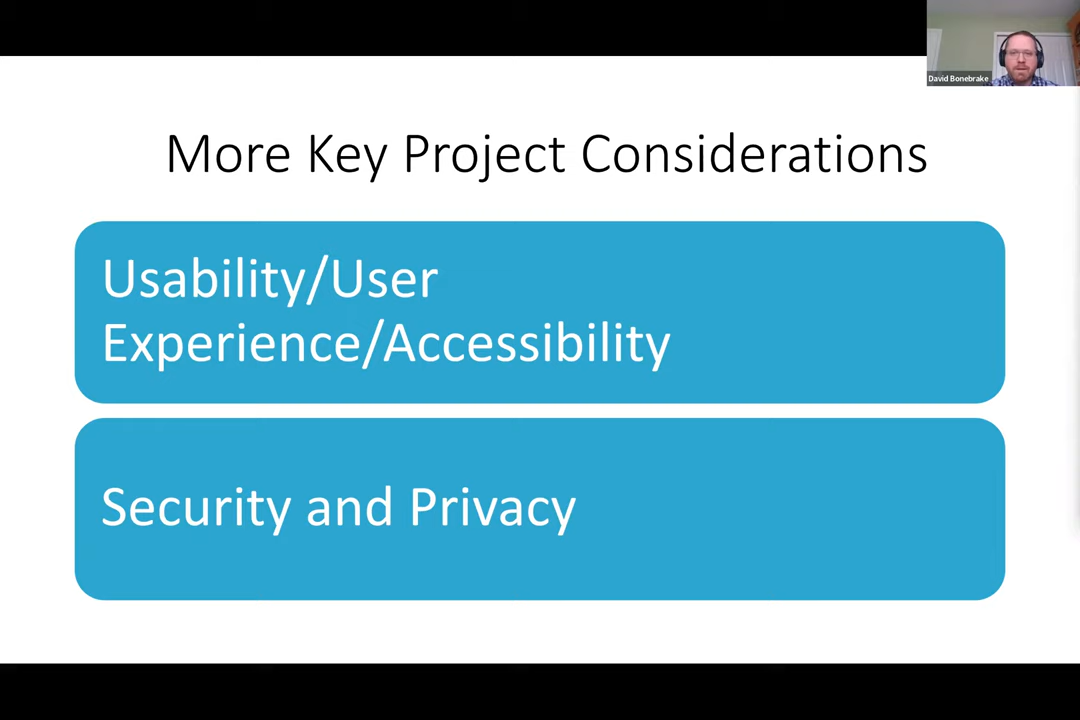 David Bonebrake
More Key Project Considerations
Usability/User
Experience/Accessibility
Security and Privacy